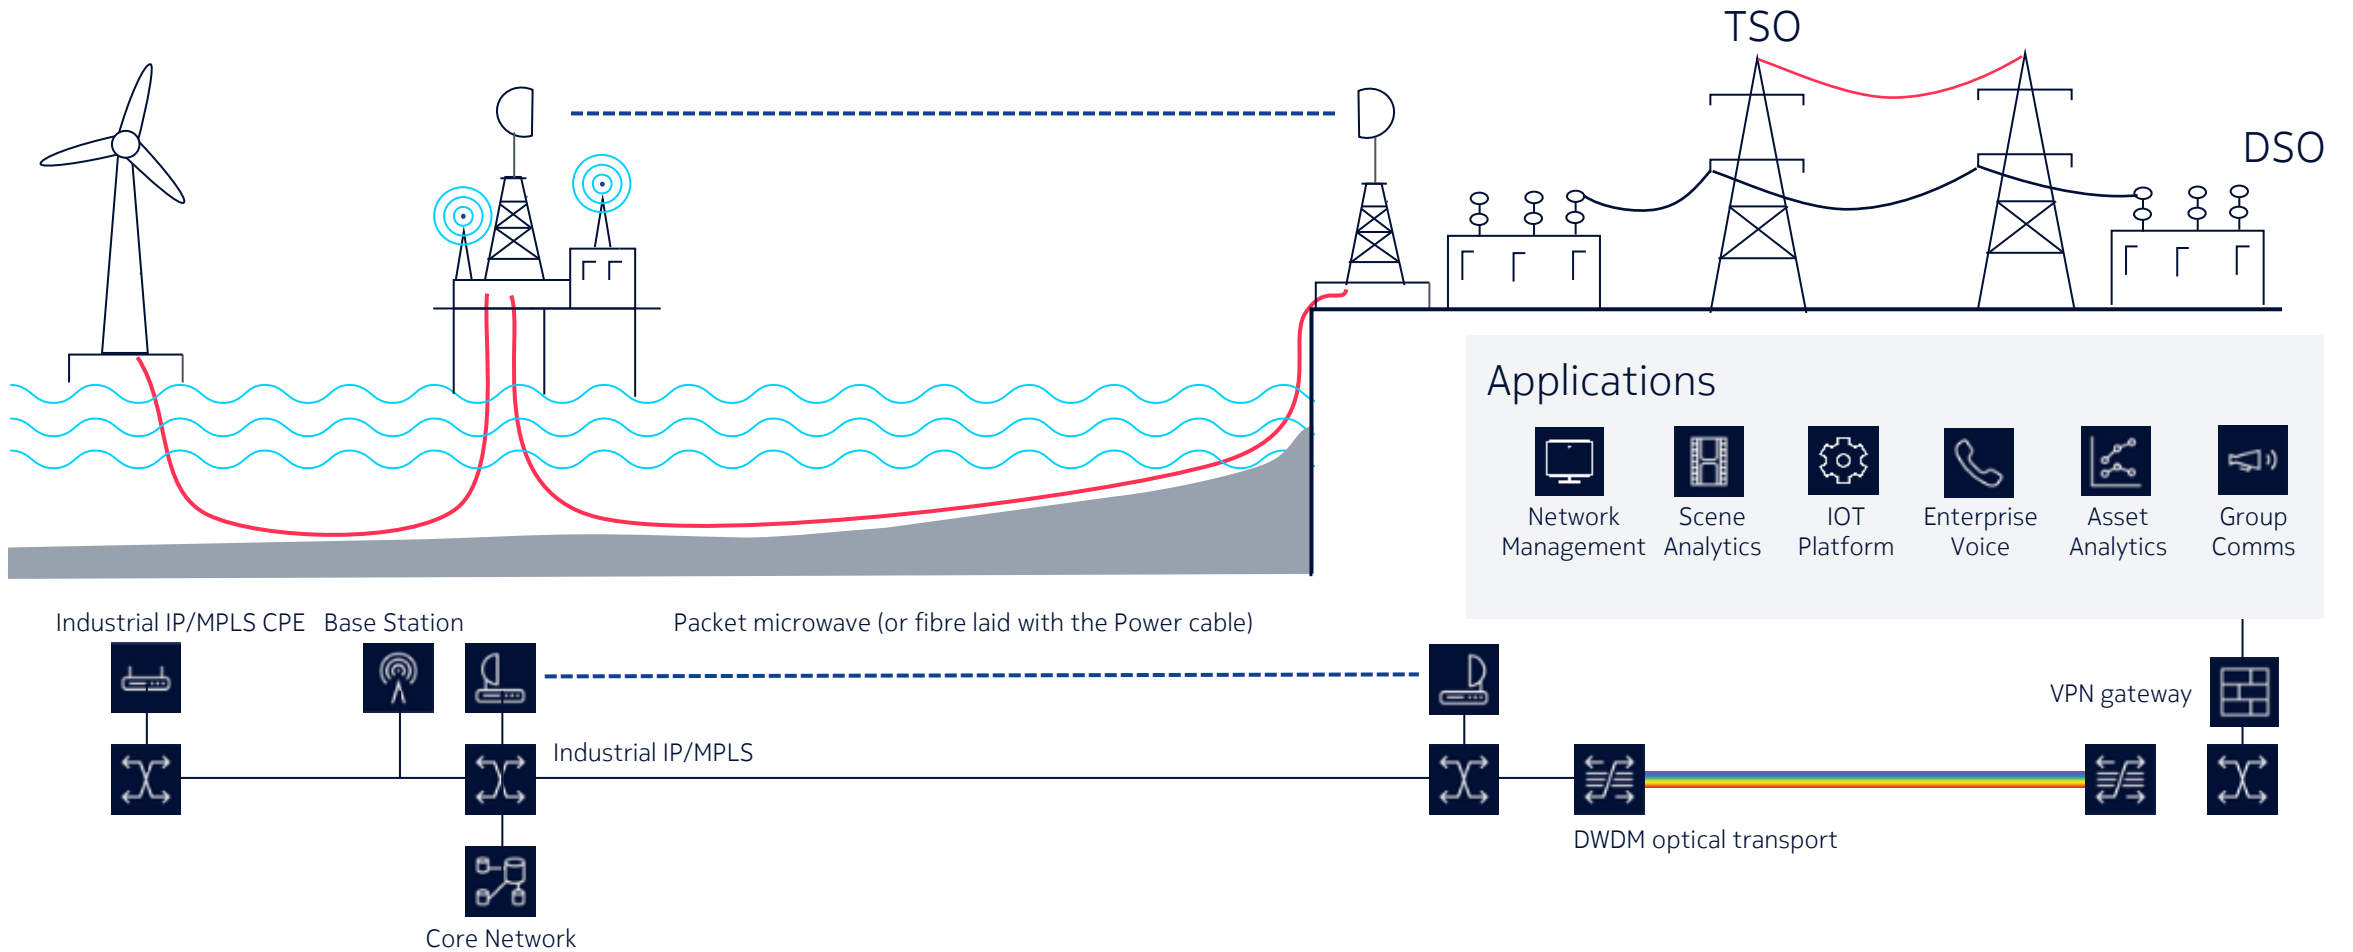 TSO
DSO
Applications
Network
Management
Scene
Analytics
IOT
Platform
Enterprise
Voice
Asset
Analytics
Group
Comms
Industrial IP/MPLS CPE
Base Station
Packet microwave (or fibre laid with the Power cable)
VPN gateway
Industrial IP/MPLS
DWDM optical transport
Core Network